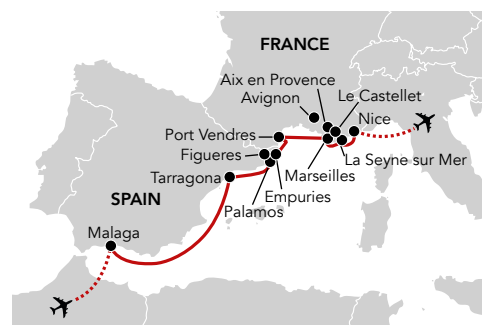 FRANCE
Aix en Provence
Avignon
Le Castellet
Nice
Port Vendres
Figueres
La Seyne sur Mer
Marseilles
Tarragona
Empuries
SPAIN
Palamos
Malaga